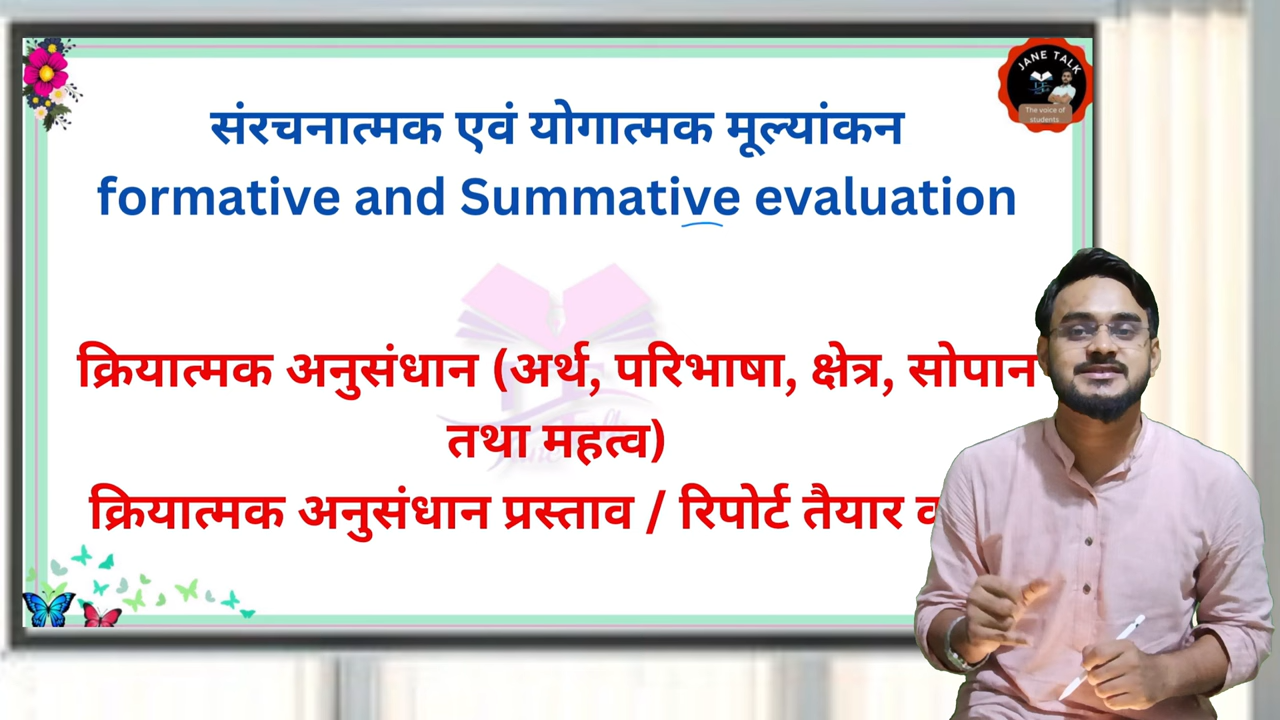 JANE TALK
The voice of
students
संरचनात्मक एवं योगात्मक मूल्यांकन
formative and Summative evaluation
क्रियात्मक अनुसंधान (अर्थ, परिभाषा, क्षेत्र, सोपान
तथा महत्व)
क्रियात्मक अनुसंधान प्रस्ताव / रिपोर्ट तैयार